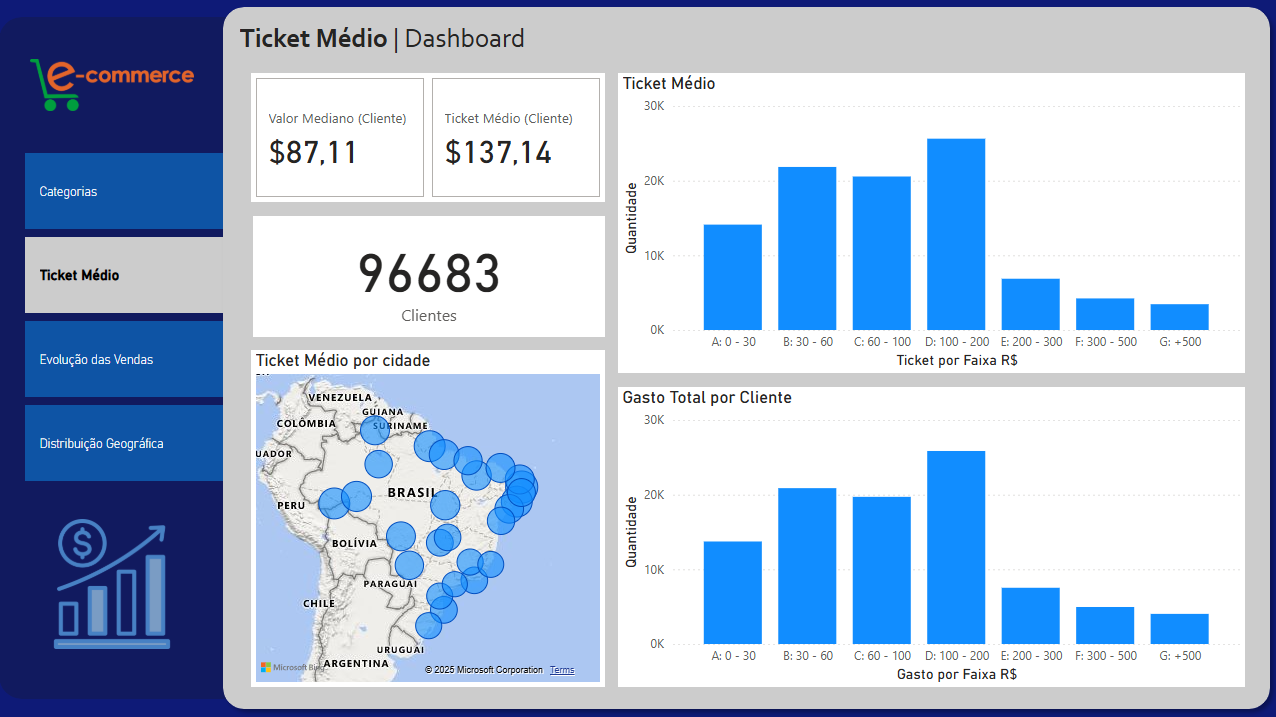 e-commerce
Categorias
Ticket Médio
Evolução das Vendas
Distribuição Geográfica
$
Ticket Médio | Dashboard
Valor Mediano (Cliente)
$87,11
Ticket Médio (Cliente)
$137,14
96683
Clientes
Ticket Médio por cidade
VENEZUELA
GUIANA
COLÔMBIA
SURINAME
UADOR
BRASIL
PERU
BOLÍVIA
PARAGUAI
CHILE
URUGUAI
ARGENTINA
Microsoft Bing
© 2025 Microsoft Corporation Terms
Ticket Médio
30K
20K
10K
0K
Quantidade
A: 0 - 30 B: 30 - 60 C: 60 - 100 D: 100 - 200 E: 200 - 300 F: 300 - 500 G: +500
Ticket por Faixa R$
Gasto Total por Cliente
30K
20K
10K
0K
Quantidade
A: 0 - 30 B: 30 - 60 C: 60 - 100 D: 100 - 200 E: 200 - 300 F: 300 - 500 G: +500
Gasto por Faixa R$